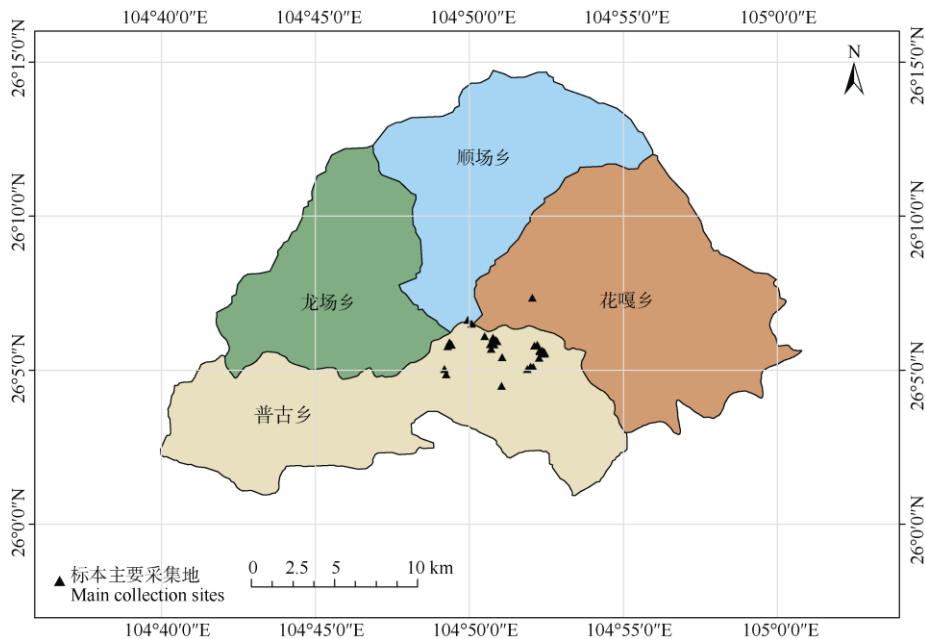 104°40′0″E 104°45′0″E 104°50′0″E 104°55′0″E 105°0′0″E
N
26°15′0″N 26°15′0″N
顺场乡
26°10′0″N 26°10′0″N
龙场乡 花嘎乡
26°5′0″N 26°5′0″N
普古乡
26°0′0″N 26°0′0″N
标本主要采集地
Main collection sites
0 2.5 5 10 km
104°40′0″E 104°45′0″E 104°50′0″E 104°55′0″E 105°0′0″E